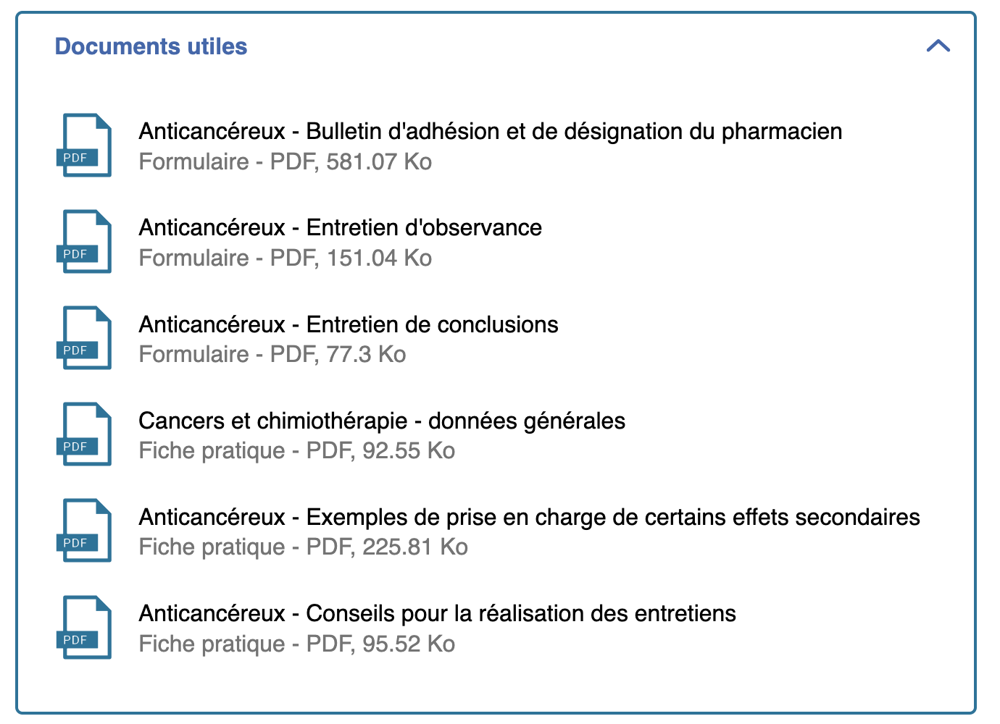 Documents utiles
Anticancéreux - Bulletin d'adhésion et de désignation du pharmacien
PDF
Formulaire - PDF, 581.07 Ko
Anticancéreux - Entretien d'observance
PDF
Formulaire - PDF, 151.04 Ko
Anticancéreux - Entretien de conclusions
PDF
Formulaire - PDF, 77.3 Ko
Cancers et chimiothérapie - données générales
PDF
Fiche pratique - PDF, 92.55 Ko
Anticancéreux - Exemples de prise en charge de certains effets secondaires
PDF
Fiche pratique - PDF, 225.81 Ko
Anticancéreux - Conseils pour la réalisation des entretiens
PDF
Fiche pratique - PDF, 95.52 Ko